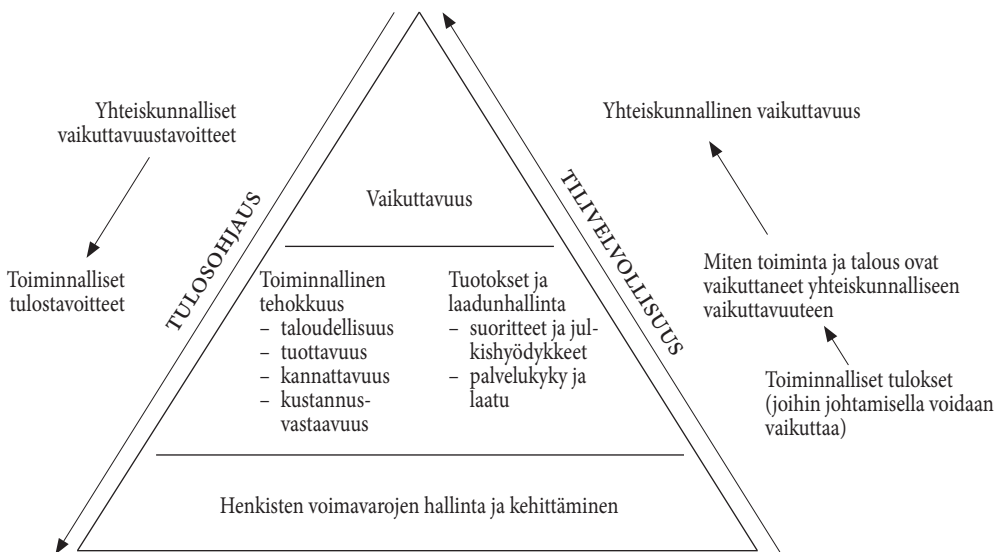 Yhteiskunnalliset
vaikuttavuustavoitteet
Toiminnalliset
tulostavoitteet
TULOSOHJAUS
Vaikuttavuus
Toiminnallinen
tehokkuus
– taloudellisuus
– tuottavuus
– kannattavuus
– kustannus-
vastaavuus
Tuotokset ja
laadunhallinta
– suoritteet ja jul-
kishyödykkeet
– palvelukyky ja
laatu
Henkisten voimavarojen hallinta ja kehittäminen
TILIVELVOLLISUUS
Yhteiskunnallinen vaikuttavuus
Miten toiminta ja talous ovat
vaikuttaneet yhteiskunnalliseen
vaikuttavuuteen
Toiminnalliset tulokset
(joihin johtamisella voidaan
vaikuttaa)